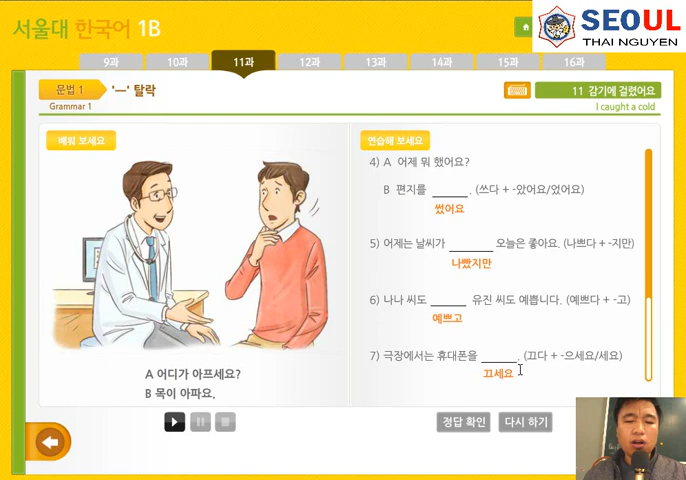 서울대 한국어 1B
SEOUL
THAI NGUYEN
9과 10과 11과 12과 13과 14과 15과 16과
문법 1 'ㅡ' 탈락
Grammar 1
11 감기에 걸렸어요
I caught a cold
배워 보세요
A 어디가 아프세요?
B 목이 아파요.
연습해 보세요
4) A 어제 뭐 했어요?
B 편지를 ______. (쓰다 + -았어요/었어요)
썼어요
5) 어제는 날씨가 ________ 오늘은 좋아요. (나쁘다 + -지만)
나빴지만
6) 나나 씨도 ______ 유진 씨도 예쁩니다. (예쁘다 + -고)
예쁘고
7) 극장에서는 휴대폰을 ______. (끄다 + -으세요/세요)
끄세요
정답 확인 다시 하기